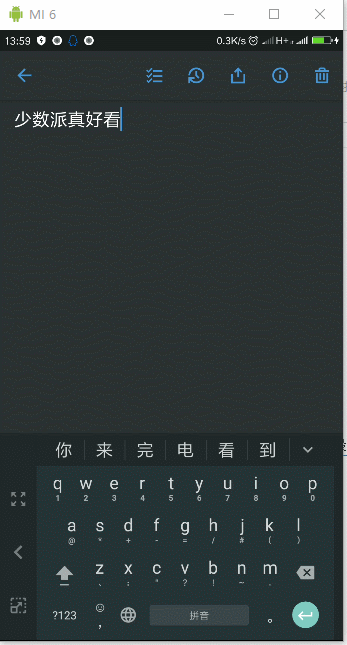 MI 6
13:59 0.3K/s H+
少数派真好看
你 来 完 电 看 到
q w e r t y u i o p
1 2 3 4 5 6 7 8 9 0
a s d f g h j k l
@ * + - = / # ( )
z x c v b n m
、 ; " ? ! ~ .
?123 , 拼音 。